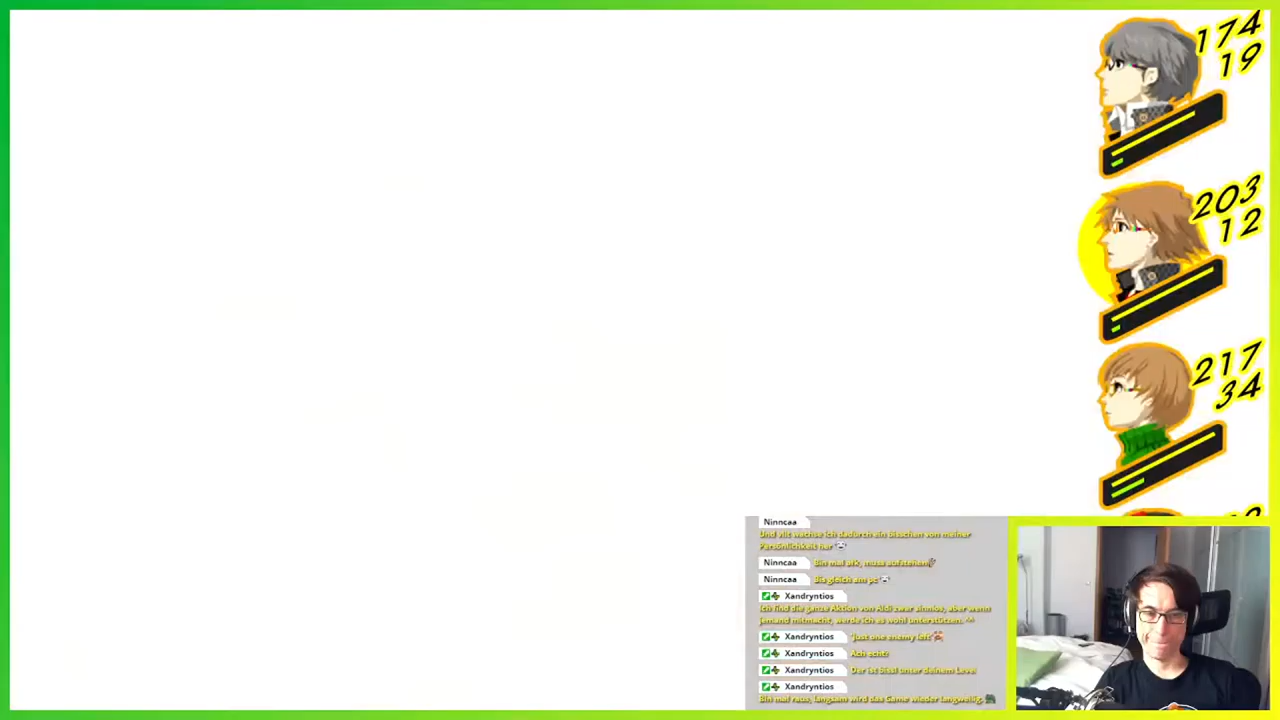 174
19
203
12
217
34
Ninncaa
Und vllt wachse ich dadurch ein bisschen von meiner
Persönlichkeit her
Ninncaa Bin mal afk, muss aufstehen
Ninncaa Bis gleich am pc
Xandryntios
Ich find die ganze Aktion von Aldi zwar sinnlos, aber wenn
jemand mitmacht, werde ich es wohl unterstützen. ^^
Xandryntios "just one enemy left"
Xandryntios Ach echt?
Xandryntios Der ist bissl unter deinem Level
Xandryntios
Bin mal raus, langsam wird das Game wieder langweilig.